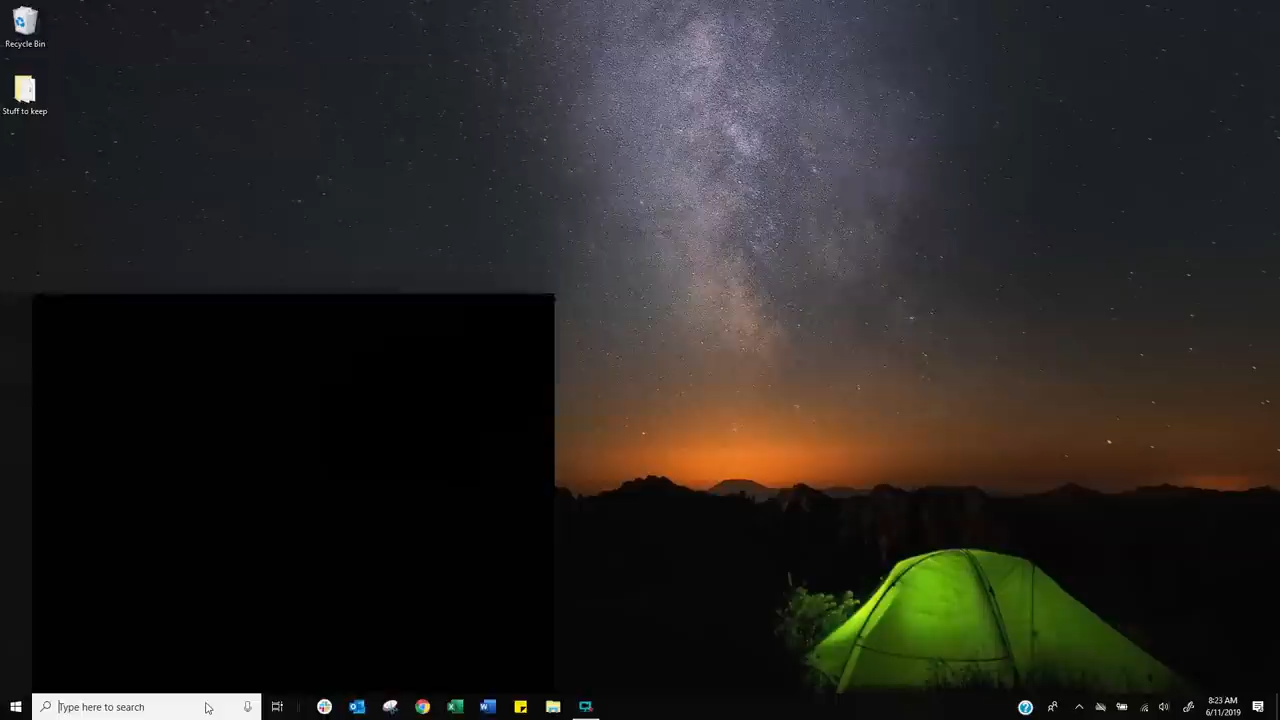 Recycle Bin
Stuff to keep
Type here to search
8:23 AM
6/11/2019